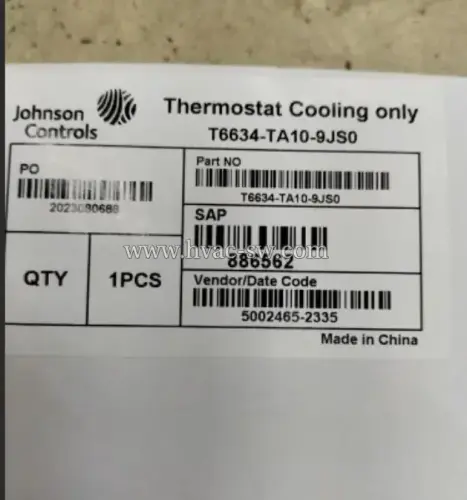 Johnson
Controls
Thermostat Cooling only
T6634-TA10-9JS0
PO
2023080688
Part NO
T6634-TA10-9JS0
SAP
www.hvac-sw.com
886562
QTY
1PCS
Vendor/Date Code
5002465-2335
Made in China